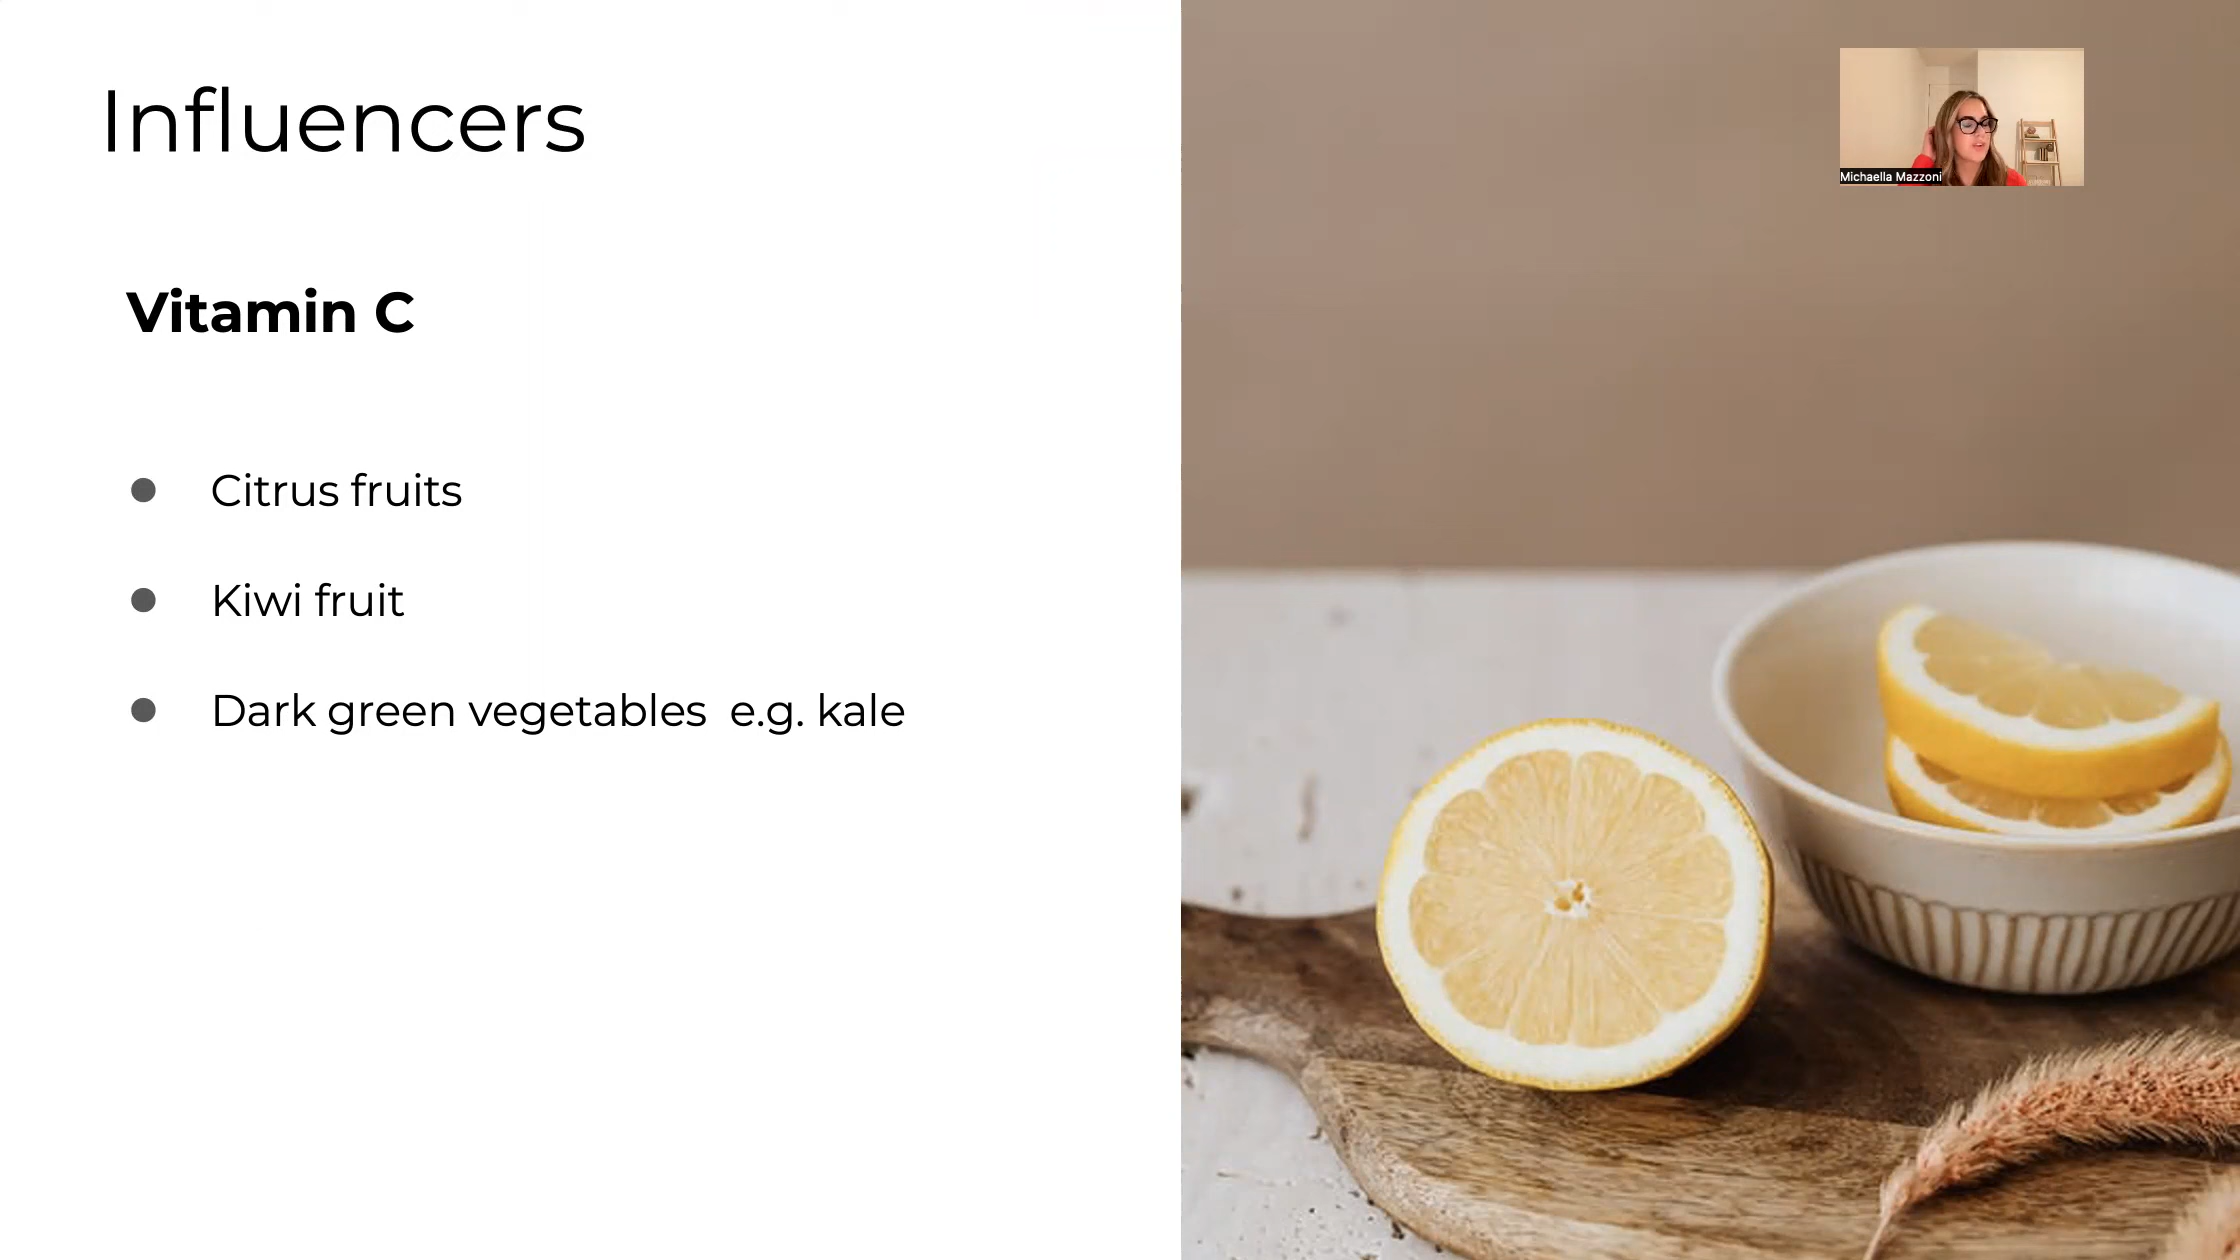 Influencers
Michaella Mazzoni
Vitamin C
Citrus fruits
Kiwi fruit
Dark green vegetables  e.g. kale